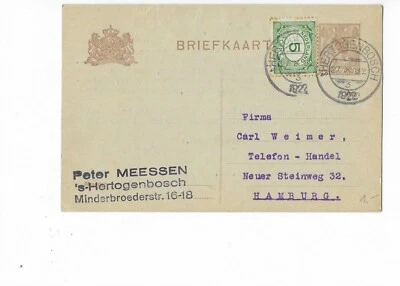 BRIEFKAART
5
'S HERTOGENBOSCH
1922
1922
Firma
Carl Weimer,
Telefon - Handel
Neuer Steinweg 32.
HAMBURG.
Peter MEESSEN
's-Hertogenbosch
Minderbroederstr. 16-18
1.-